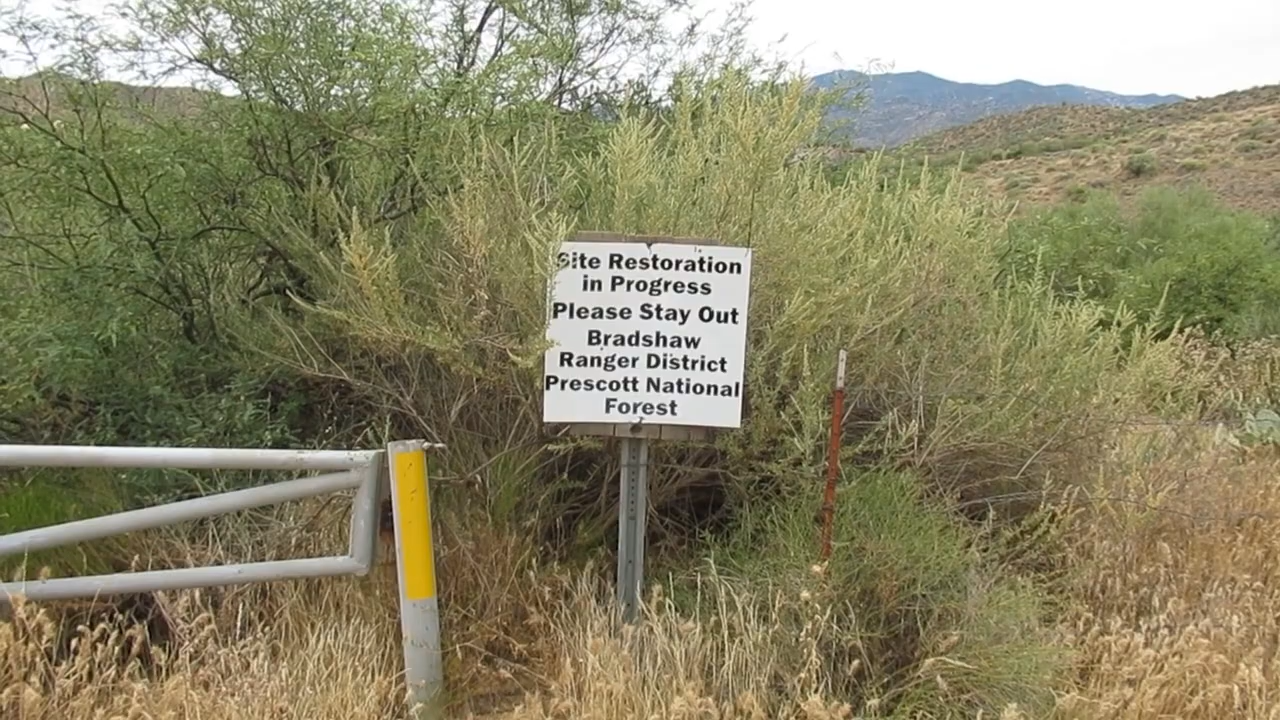 Site Restoration
in Progress
Please Stay Out
Bradshaw
Ranger District
Prescott National
Forest